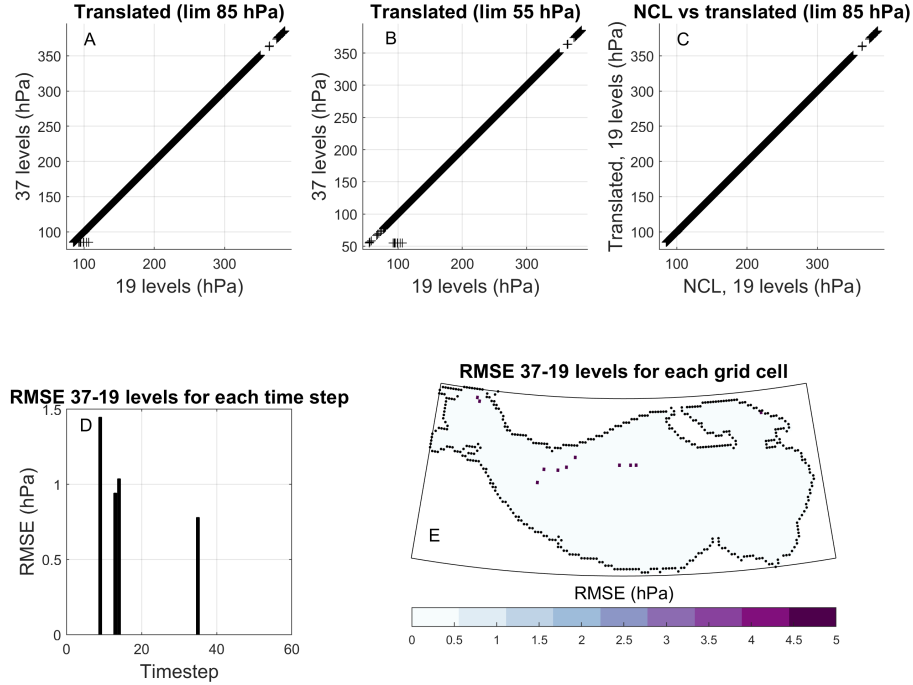 Translated (lim 85 hPa)
A
37 levels (hPa)
350
300
250
200
150
100
100 200 300
19 levels (hPa)
Translated (lim 55 hPa)
B
37 levels (hPa)
350
300
250
200
150
100
50
100 200 300
19 levels (hPa)
NCL vs translated (lim 85 hPa)
C
Translated, 19 levels (hPa)
350
300
250
200
150
100
100 200 300
NCL, 19 levels (hPa)
RMSE 37-19 levels for each time step
D
RMSE (hPa)
1.5
1
0.5
0
0 20 40 60
Timestep
RMSE 37-19 levels for each grid cell
E
RMSE (hPa)
0 0.5 1 1.5 2 2.5 3 3.5 4 4.5 5